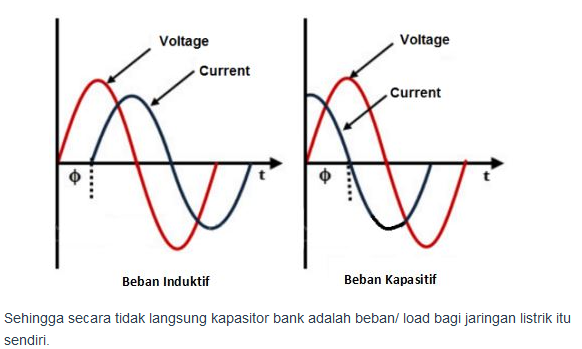 Voltage
Current
ϕ
t
Beban Induktif
Voltage
Current
ϕ
t
Beban Kapasitif
Sehingga secara tidak langsung kapasitor bank adalah beban/ load bagi jaringan listrik itu
sendiri.